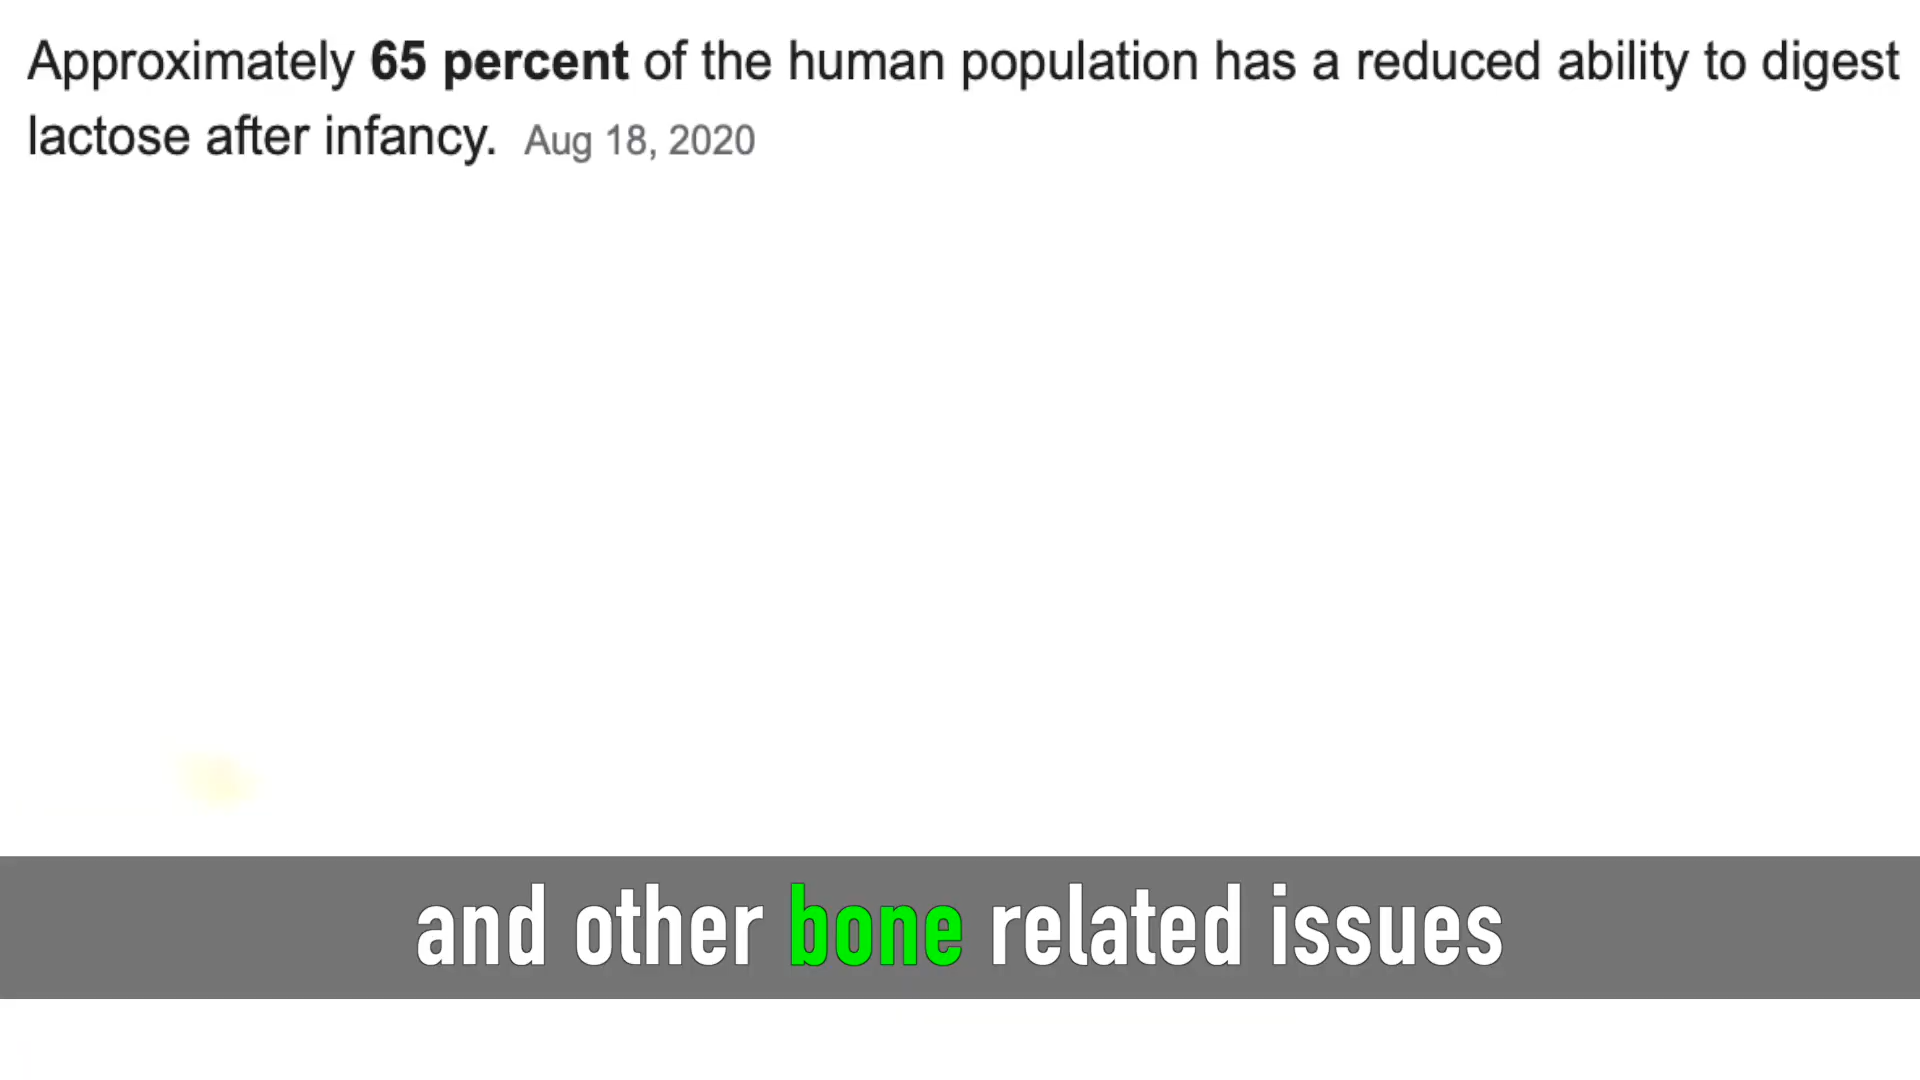 Approximately 65 percent of the human population has a reduced ability to digest
lactose after infancy. Aug 18, 2020
and other bone related issues